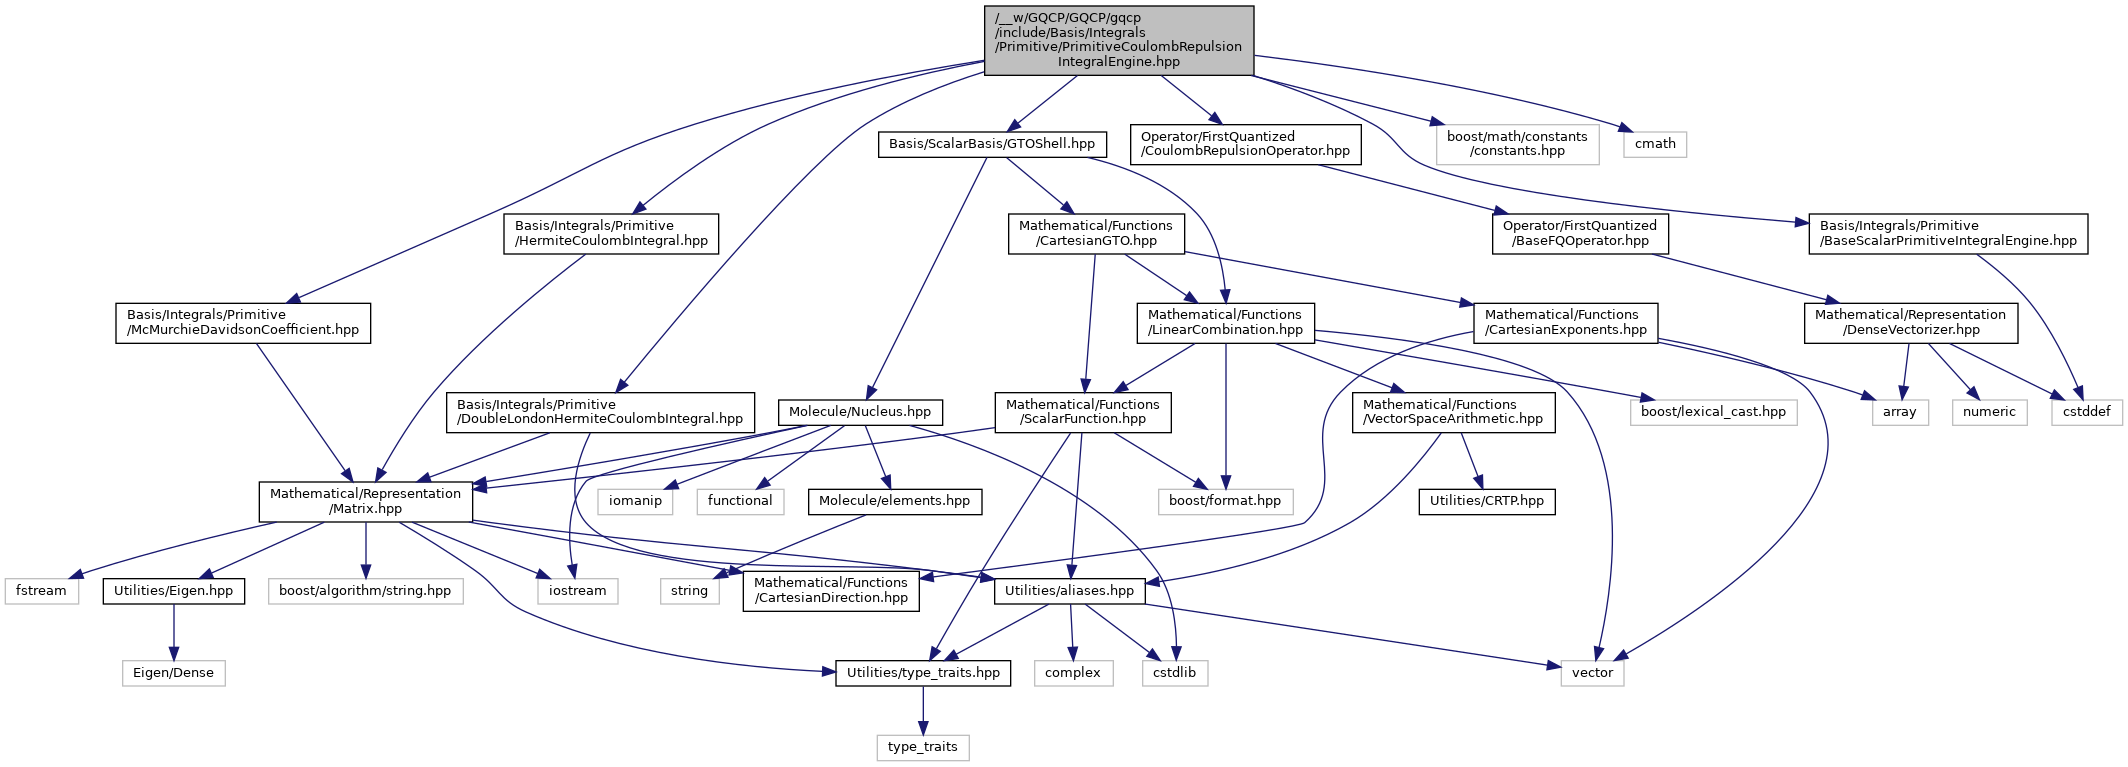 /__w/GQCP/GQCP/gqcp
/include/Basis/Integrals
/Primitive/PrimitiveCoulombRepulsion
IntegralEngine.hpp
Basis/ScalarBasis/GTOShell.hpp
Operator/FirstQuantized
/CoulombRepulsionOperator.hpp
boost/math/constants
/constants.hpp
cmath
Basis/Integrals/Primitive
/HermiteCoulombIntegral.hpp
Mathematical/Functions
/CartesianGTO.hpp
Operator/FirstQuantized
/BaseFQOperator.hpp
Basis/Integrals/Primitive
/BaseScalarPrimitiveIntegralEngine.hpp
Basis/Integrals/Primitive
/McMurchieDavidsonCoefficient.hpp
Mathematical/Functions
/LinearCombination.hpp
Mathematical/Functions
/CartesianExponents.hpp
Mathematical/Representation
/DenseVectorizer.hpp
Basis/Integrals/Primitive
/DoubleLondonHermiteCoulombIntegral.hpp
Molecule/Nucleus.hpp
Mathematical/Functions
/ScalarFunction.hpp
Mathematical/Functions
/VectorSpaceArithmetic.hpp
boost/lexical_cast.hpp
array
numeric
cstddef
Mathematical/Representation
/Matrix.hpp
iomanip
functional
Molecule/elements.hpp
boost/format.hpp
Utilities/CRTP.hpp
fstream
Utilities/Eigen.hpp
boost/algorithm/string.hpp
iostream
string
Mathematical/Functions
/CartesianDirection.hpp
Utilities/aliases.hpp
Eigen/Dense
Utilities/type_traits.hpp
complex
cstdlib
vector
type_traits